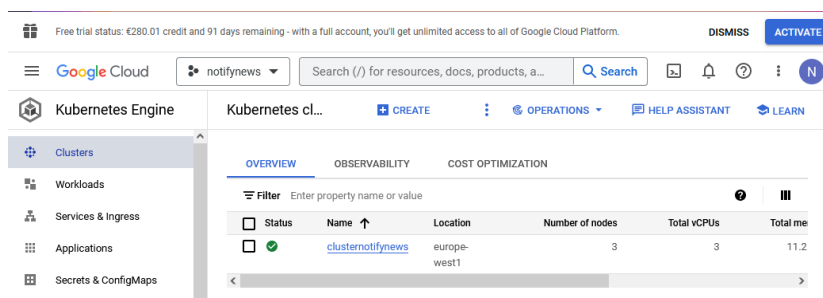 Free trial status: €280.01 credit and 91 days remaining - with a full account, you'll get unlimited access to all of Google Cloud Platform. DISMISS ACTIVATE
Google Cloud notifynews Search (/) for resources, docs, products, a... Search N
Kubernetes Engine Kubernetes cl... CREATE OPERATIONS HELP ASSISTANT LEARN
Clusters
OVERVIEW OBSERVABILITY COST OPTIMIZATION
Workloads
Filter Enter property name or value
Services & Ingress
Status Name Location Number of nodes Total vCPUs Total me
Applications
clusternotifynews europe-
west1 3 3 11.2
Secrets & ConfigMaps